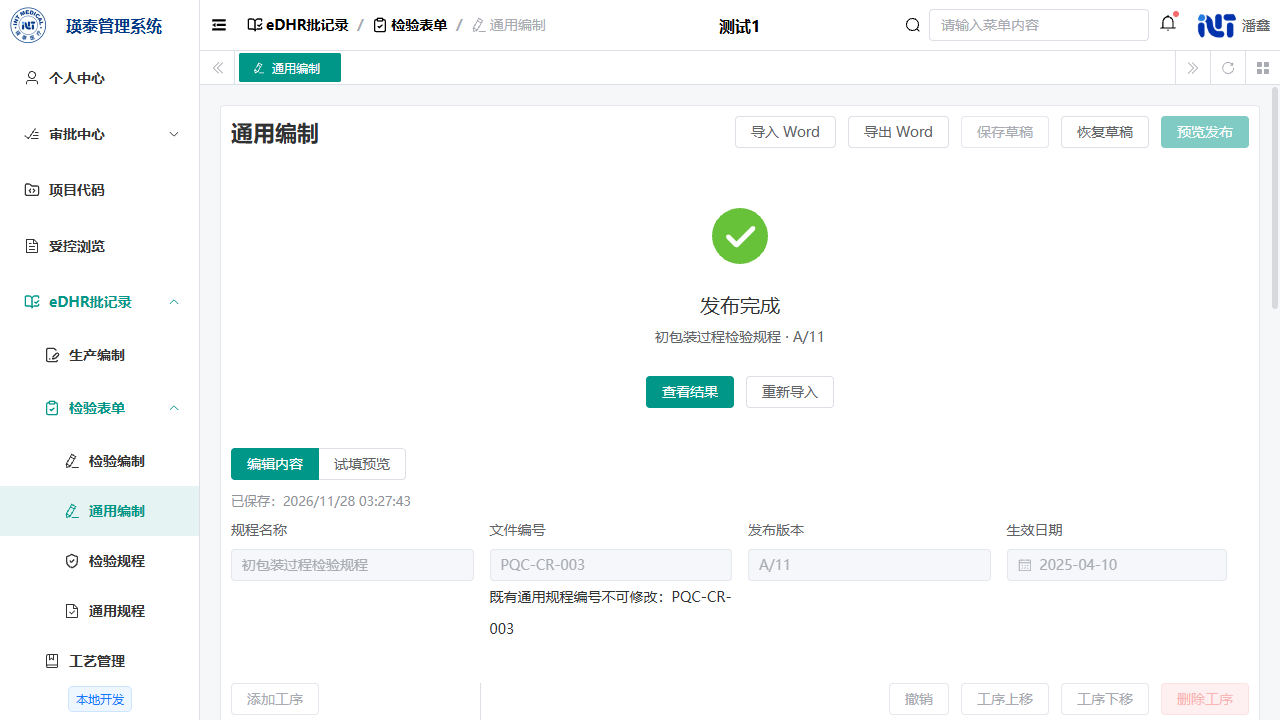 瑛泰管理系统
eDHR批记录 / 检验表单 / 通用编制
测试1
请输入菜单内容
潘鑫
通用编制
个人中心
审批中心
项目代码
受控浏览
eDHR批记录
生产编制
检验表单
检验编制
通用编制
检验规程
通用规程
工艺管理
本地开发
通用编制
导入 Word
导出 Word
保存草稿
恢复草稿
预览发布
发布完成
初包装过程检验规程 · A/11
查看结果
重新导入
编辑内容
试填预览
已保存：2026/11/28 03:27:43
规程名称
文件编号
发布版本
生效日期
初包装过程检验规程
PQC-CR-003
A/11
2025-04-10
既有通用规程编号不可修改：PQC-CR-
003
添加工序
撤销
工序上移
工序下移
删除工序